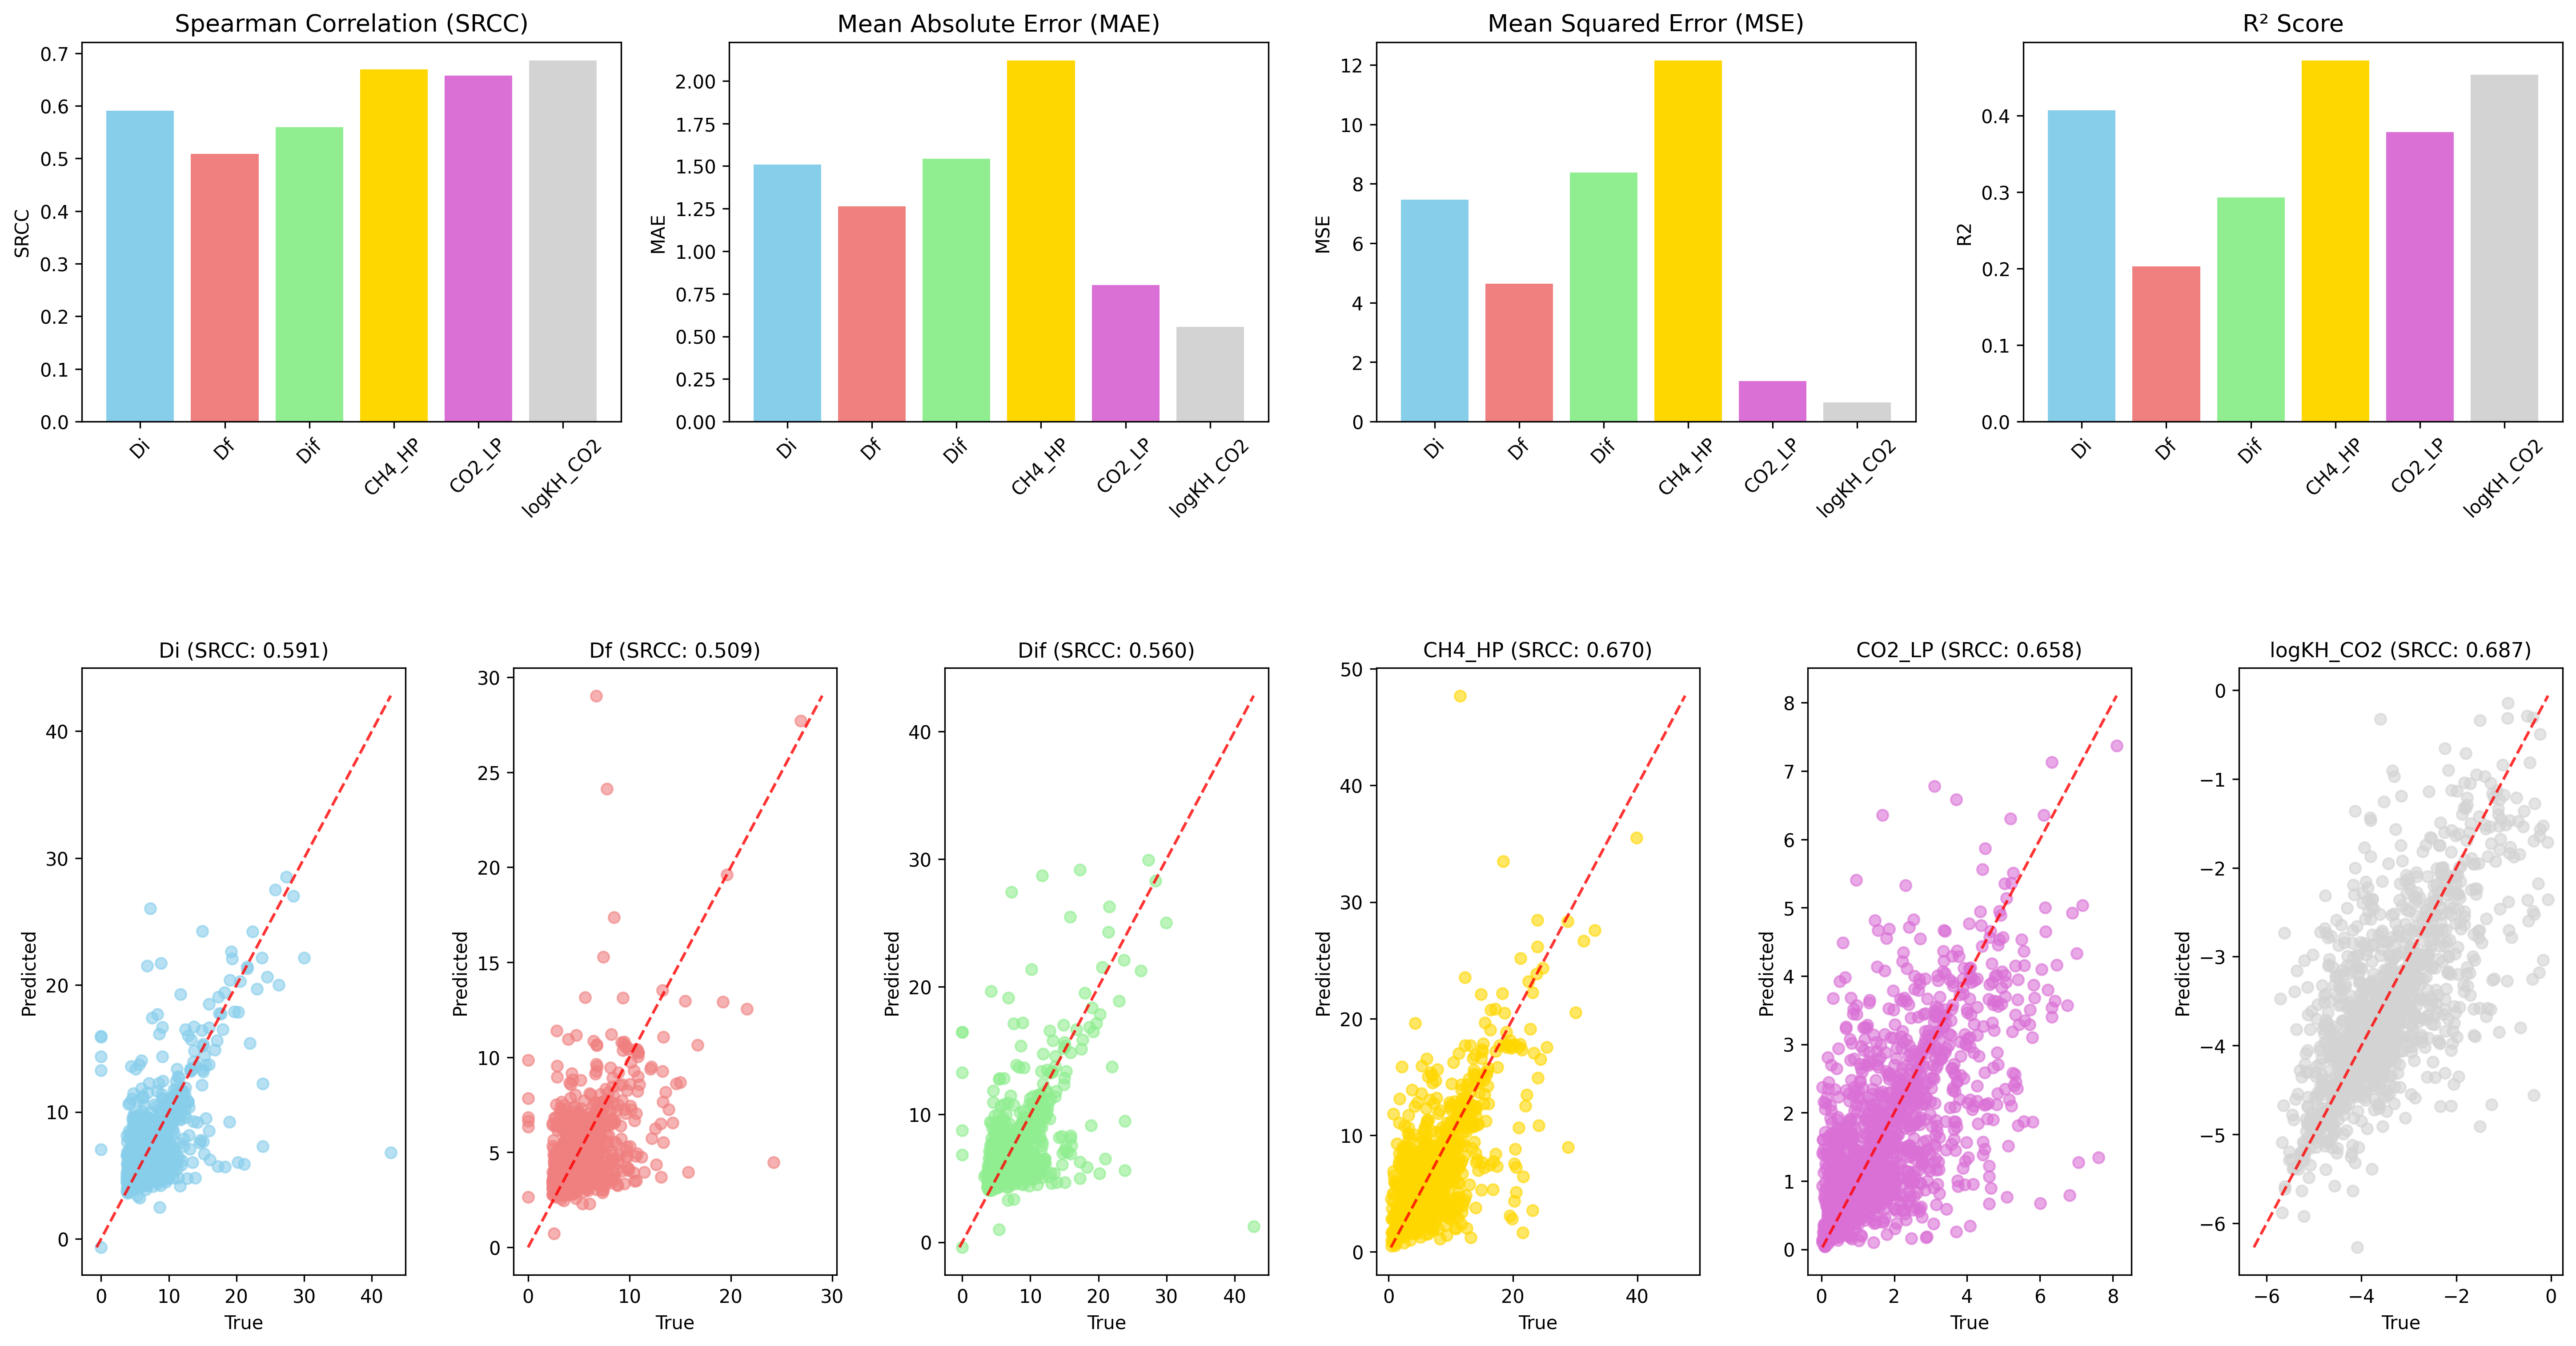 Spearman Correlation (SRCC)
SRCC
0.7
0.6
0.5
0.4
0.3
0.2
0.1
0.0
Di
Df
Dif
CH4_HP
CO2_LP
logKH_CO2
Mean Absolute Error (MAE)
MAE
2.00
1.75
1.50
1.25
1.00
0.75
0.50
0.25
0.00
Di
Df
Dif
CH4_HP
CO2_LP
logKH_CO2
Mean Squared Error (MSE)
MSE
12
10
8
6
4
2
0
Di
Df
Dif
CH4_HP
CO2_LP
logKH_CO2
R² Score
R2
0.4
0.3
0.2
0.1
0.0
Di
Df
Dif
CH4_HP
CO2_LP
logKH_CO2
Di (SRCC: 0.591)
Predicted
40
30
20
10
0
0 10 20 30 40
True
Df (SRCC: 0.509)
Predicted
30
25
20
15
10
5
0
0 10 20 30
True
Dif (SRCC: 0.560)
Predicted
40
30
20
10
0
0 10 20 30 40
True
CH4_HP (SRCC: 0.670)
Predicted
50
40
30
20
10
0
0 20 40
True
CO2_LP (SRCC: 0.658)
Predicted
8
7
6
5
4
3
2
1
0
0 2 4 6 8
True
logKH_CO2 (SRCC: 0.687)
Predicted
0
−1
−2
−3
−4
−5
−6
−6 −4 −2 0
True